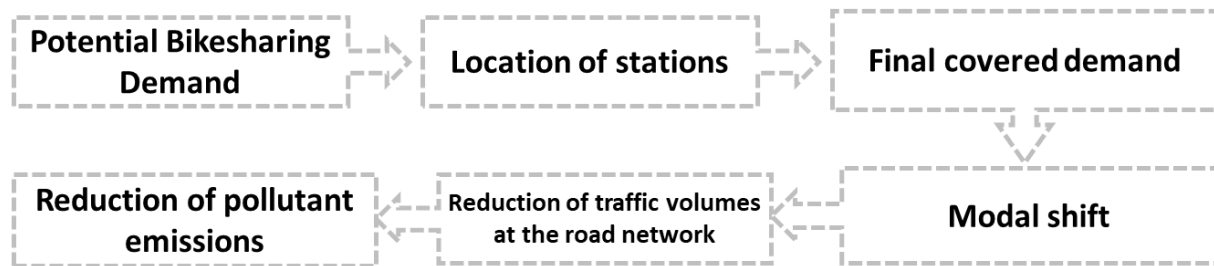 Potential Bikesharing
Demand
Location of stations
Final covered demand
Modal shift
Reduction of traffic volumes
at the road network
Reduction of pollutant
emissions